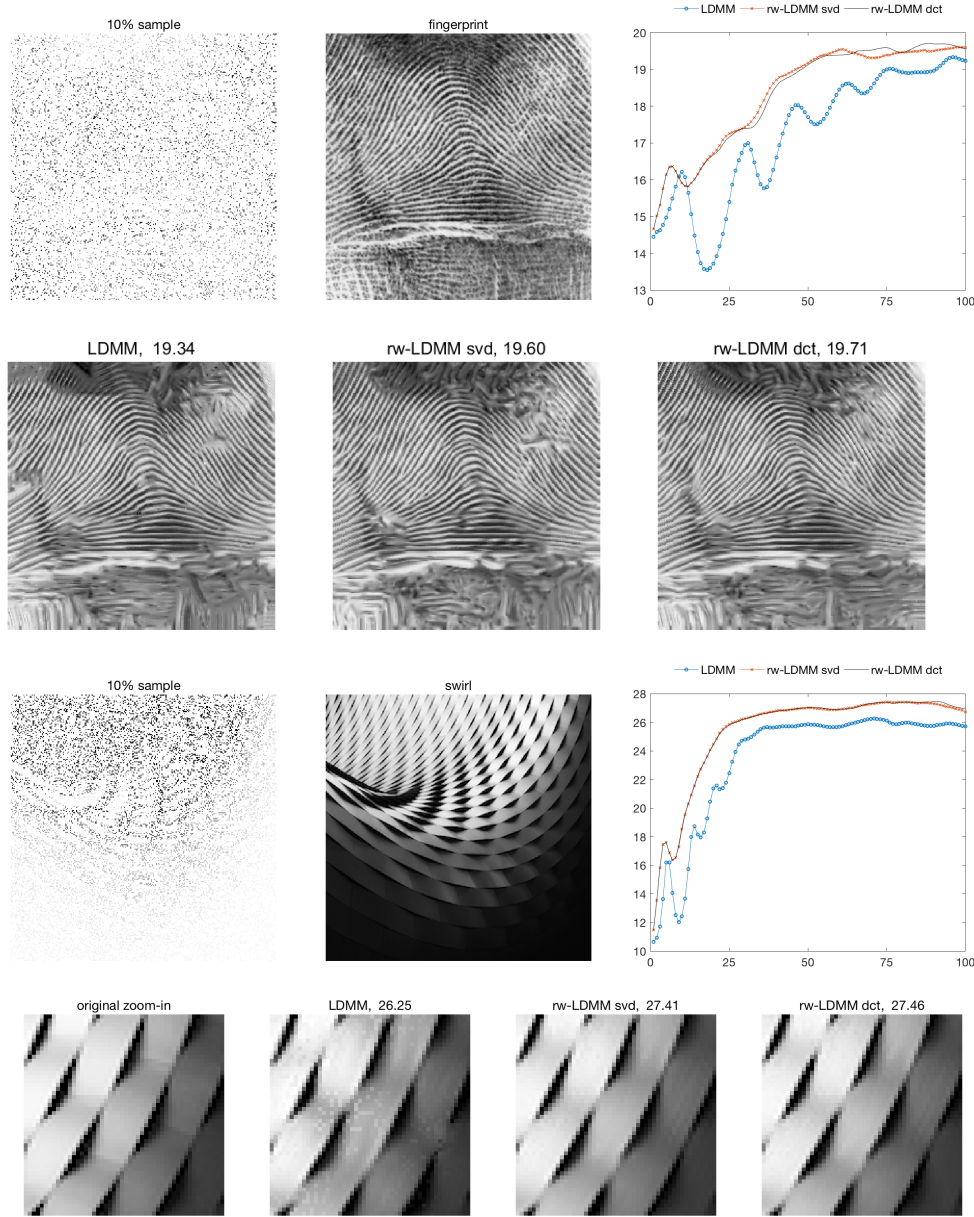 10% sample
fingerprint
LDMM rw-LDMM svd rw-LDMM dct
20
19
18
17
16
15
14
13
0 25 50 75 100
LDMM, 19.34
rw-LDMM svd, 19.60
rw-LDMM dct, 19.71
10% sample
swirl
LDMM rw-LDMM svd rw-LDMM dct
28
26
24
22
20
18
16
14
12
10
0 25 50 75 100
original zoom-in
LDMM, 26.25
rw-LDMM svd, 27.41
rw-LDMM dct, 27.46